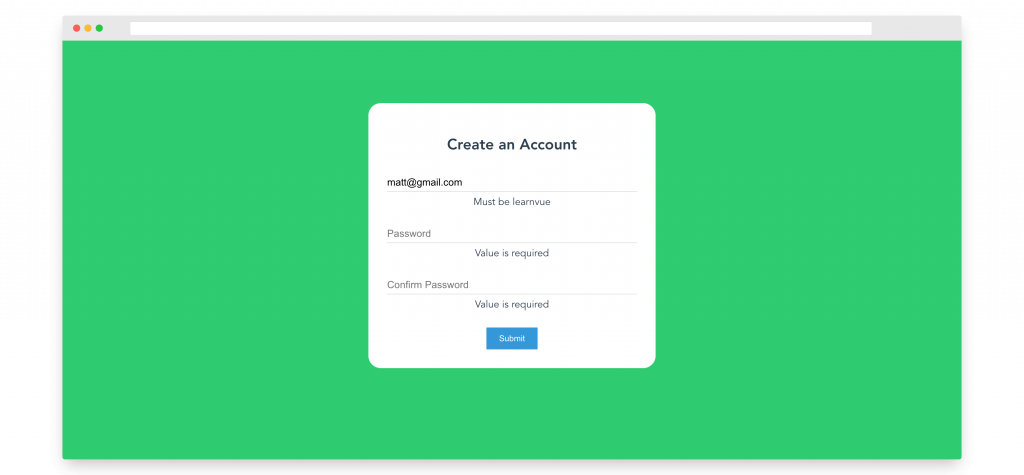 Create an Account
matt@gmail.com
Must be learnvue
Password
Value is required
Confirm Password
Value is required
Submit